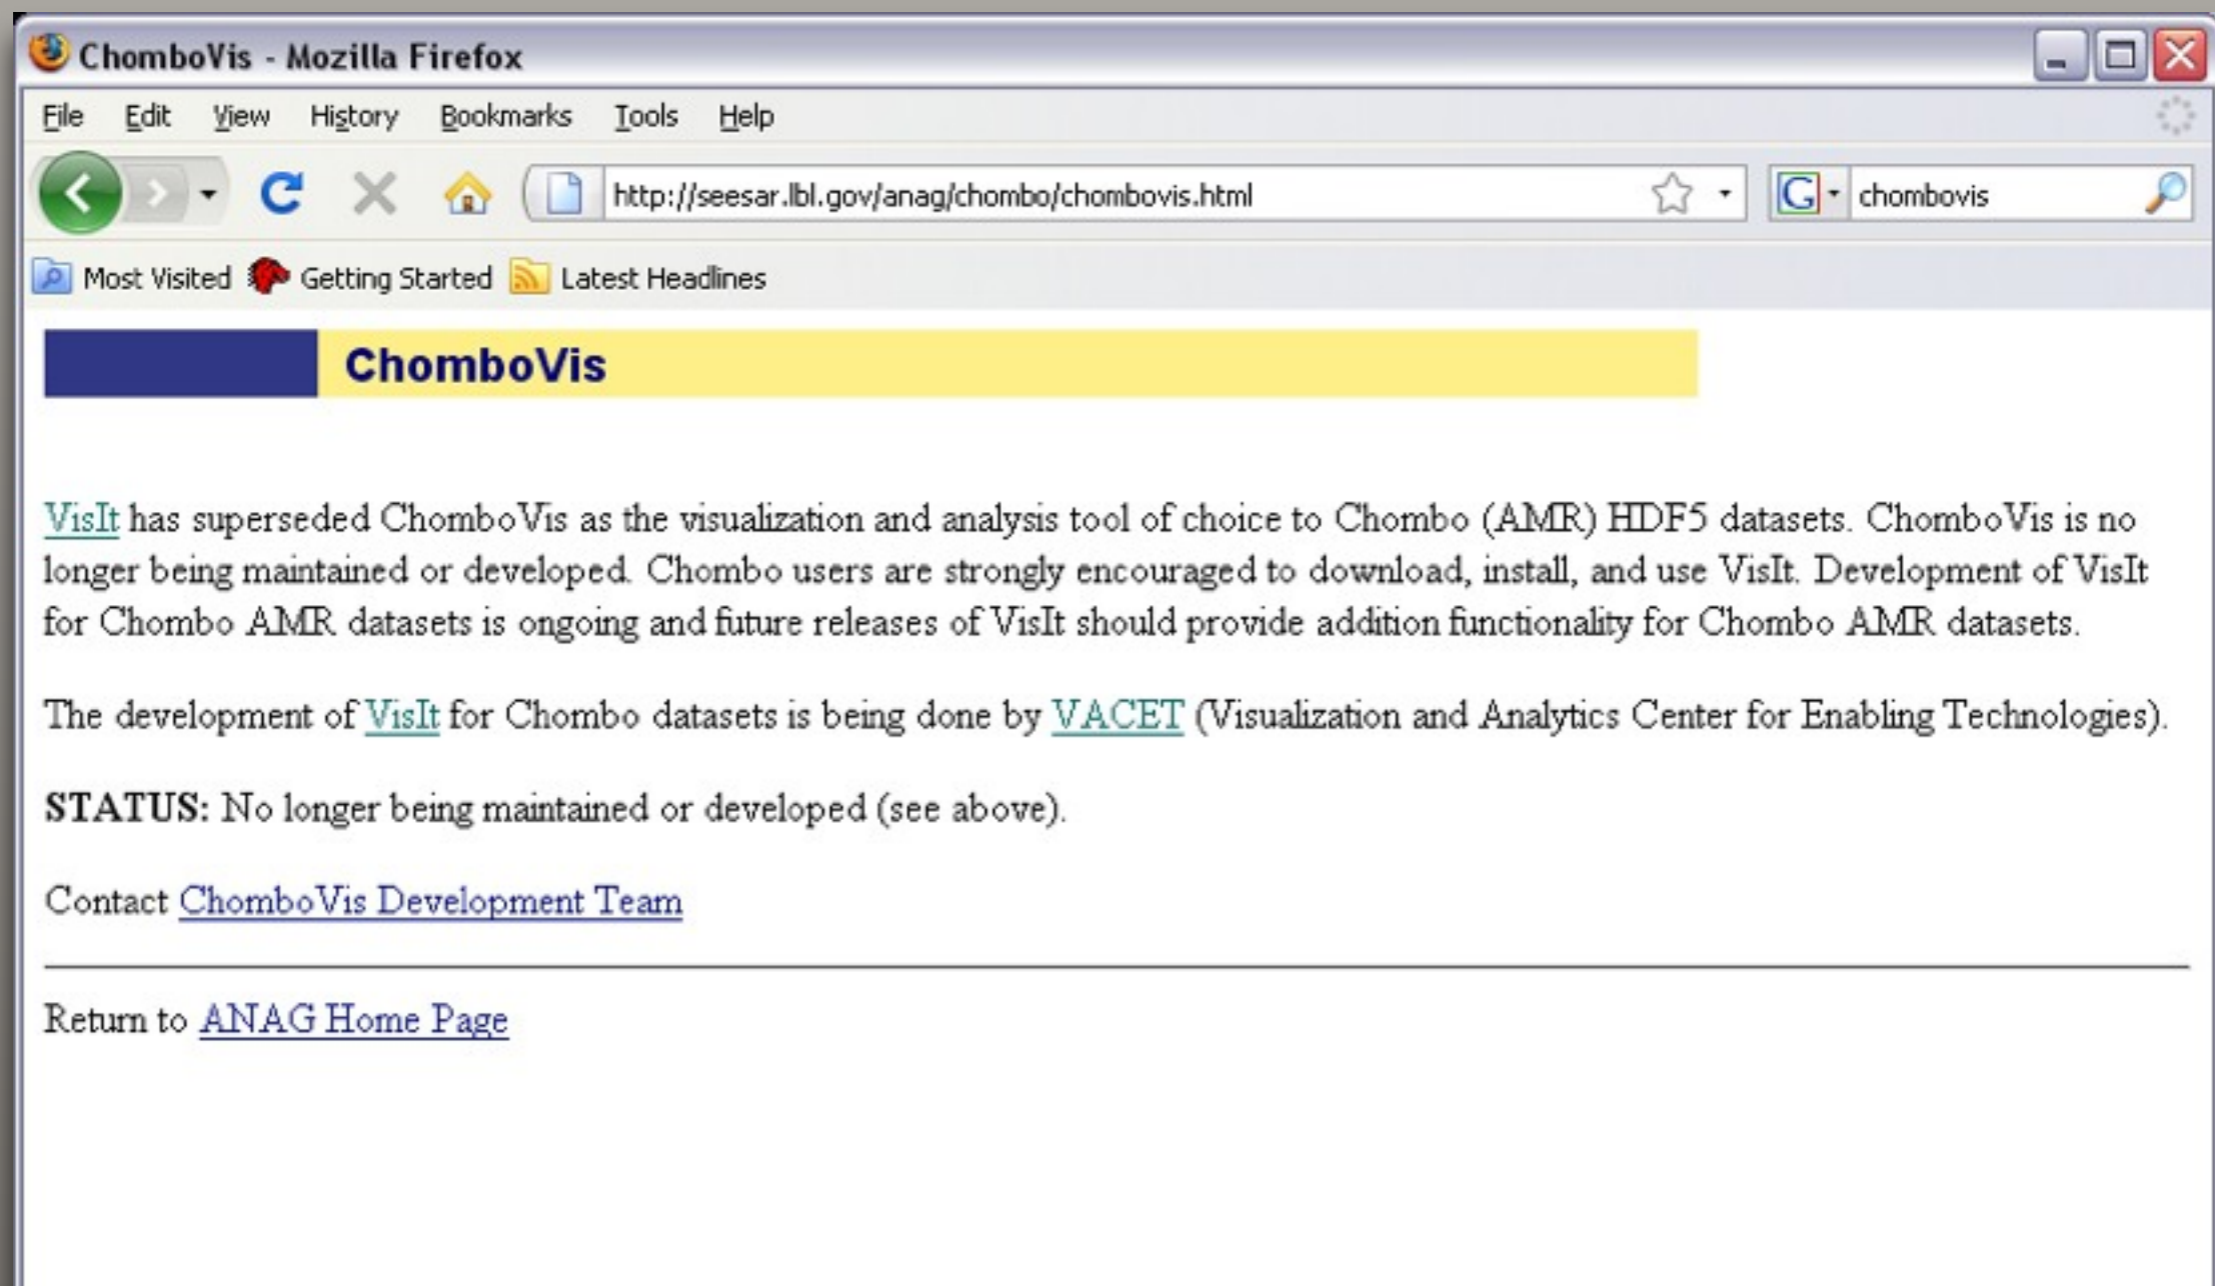 ChomboVis - Mozilla Firefox
File Edit View History Bookmarks Tools Help
http://seesar.lbl.gov/anag/chombo/chombovis.html G chombovis
Most Visited Getting Started Latest Headlines
ChomboVis
VisIt has superseded ChomboVis as the visualization and analysis tool of choice to Chombo (AMR) HDF5 datasets. ChomboVis is no
longer being maintained or developed. Chombo users are strongly encouraged to download, install, and use VisIt. Development of VisIt
for Chombo AMR datasets is ongoing and future releases of VisIt should provide addition functionality for Chombo AMR datasets.
The development of VisIt for Chombo datasets is being done by VACET (Visualization and Analytics Center for Enabling Technologies).
STATUS: No longer being maintained or developed (see above).
Contact ChomboVis Development Team
Return to ANAG Home Page